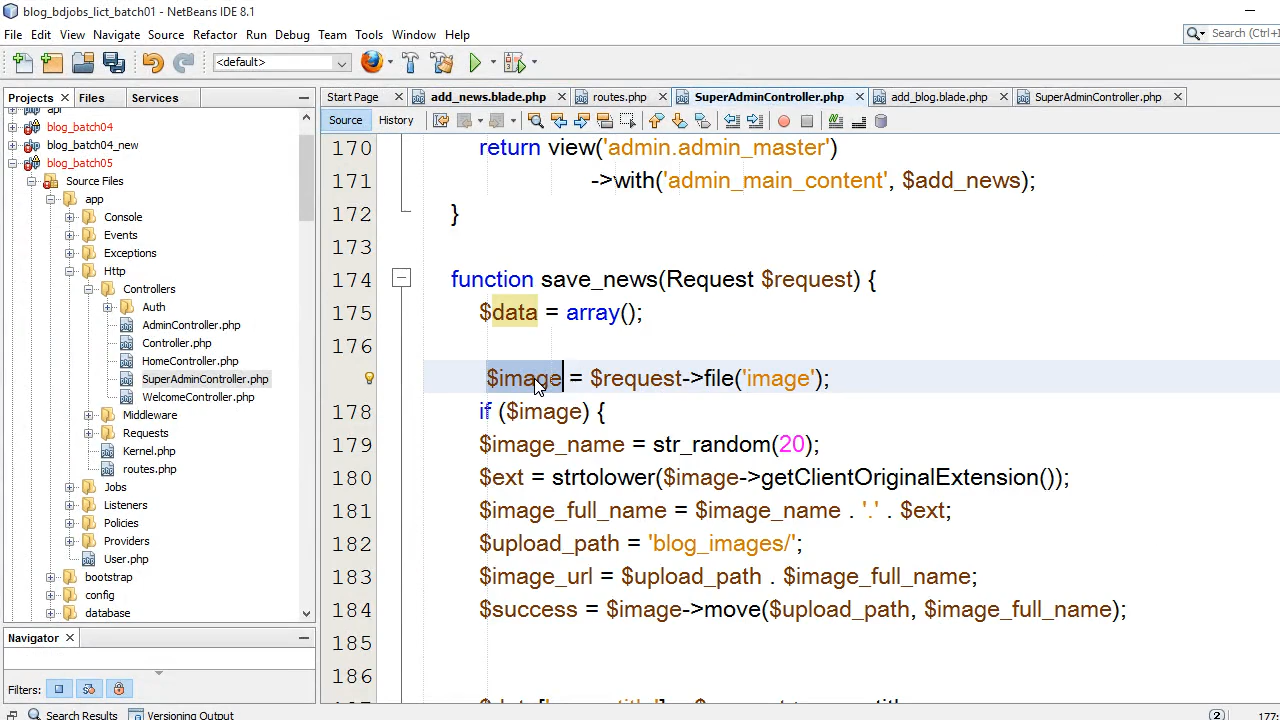 blog_bdjobs_lict_batch01 - NetBeans IDE 8.1
File Edit View Navigate Source Refactor Run Debug Team Tools Window Help
<default> Search (Ctrl+I
Projects Files Services
Start Page add_news.blade.php routes.php SuperAdminController.php add_blog.blade.php SuperAdminController.php
Source History
api
blog_batch04
blog_batch04_new
blog_batch05
Source Files
app
Console
Events
Exceptions
Http
Controllers
Auth
AdminController.php
Controller.php
HomeController.php
SuperAdminController.php
WelcomeController.php
Middleware
Requests
Kernel.php
routes.php
Jobs
Listeners
Policies
Providers
User.php
bootstrap
config
database
Navigator
Filters:
170 return view('admin.admin_master')
171 ->with('admin_main_content', $add_news);
172 }
173
174 function save_news(Request $request) {
175 $data = array();
176
$image = $request->file('image');
178 if ($image) {
179 $image_name = str_random(20);
180 $ext = strtolower($image->getClientOriginalExtension());
181 $image_full_name = $image_name . '.' . $ext;
182 $upload_path = 'blog_images/';
183 $image_url = $upload_path . $image_full_name;
184 $success = $image->move($upload_path, $image_full_name);
185
186
Search Results Versioning Output 2 177: